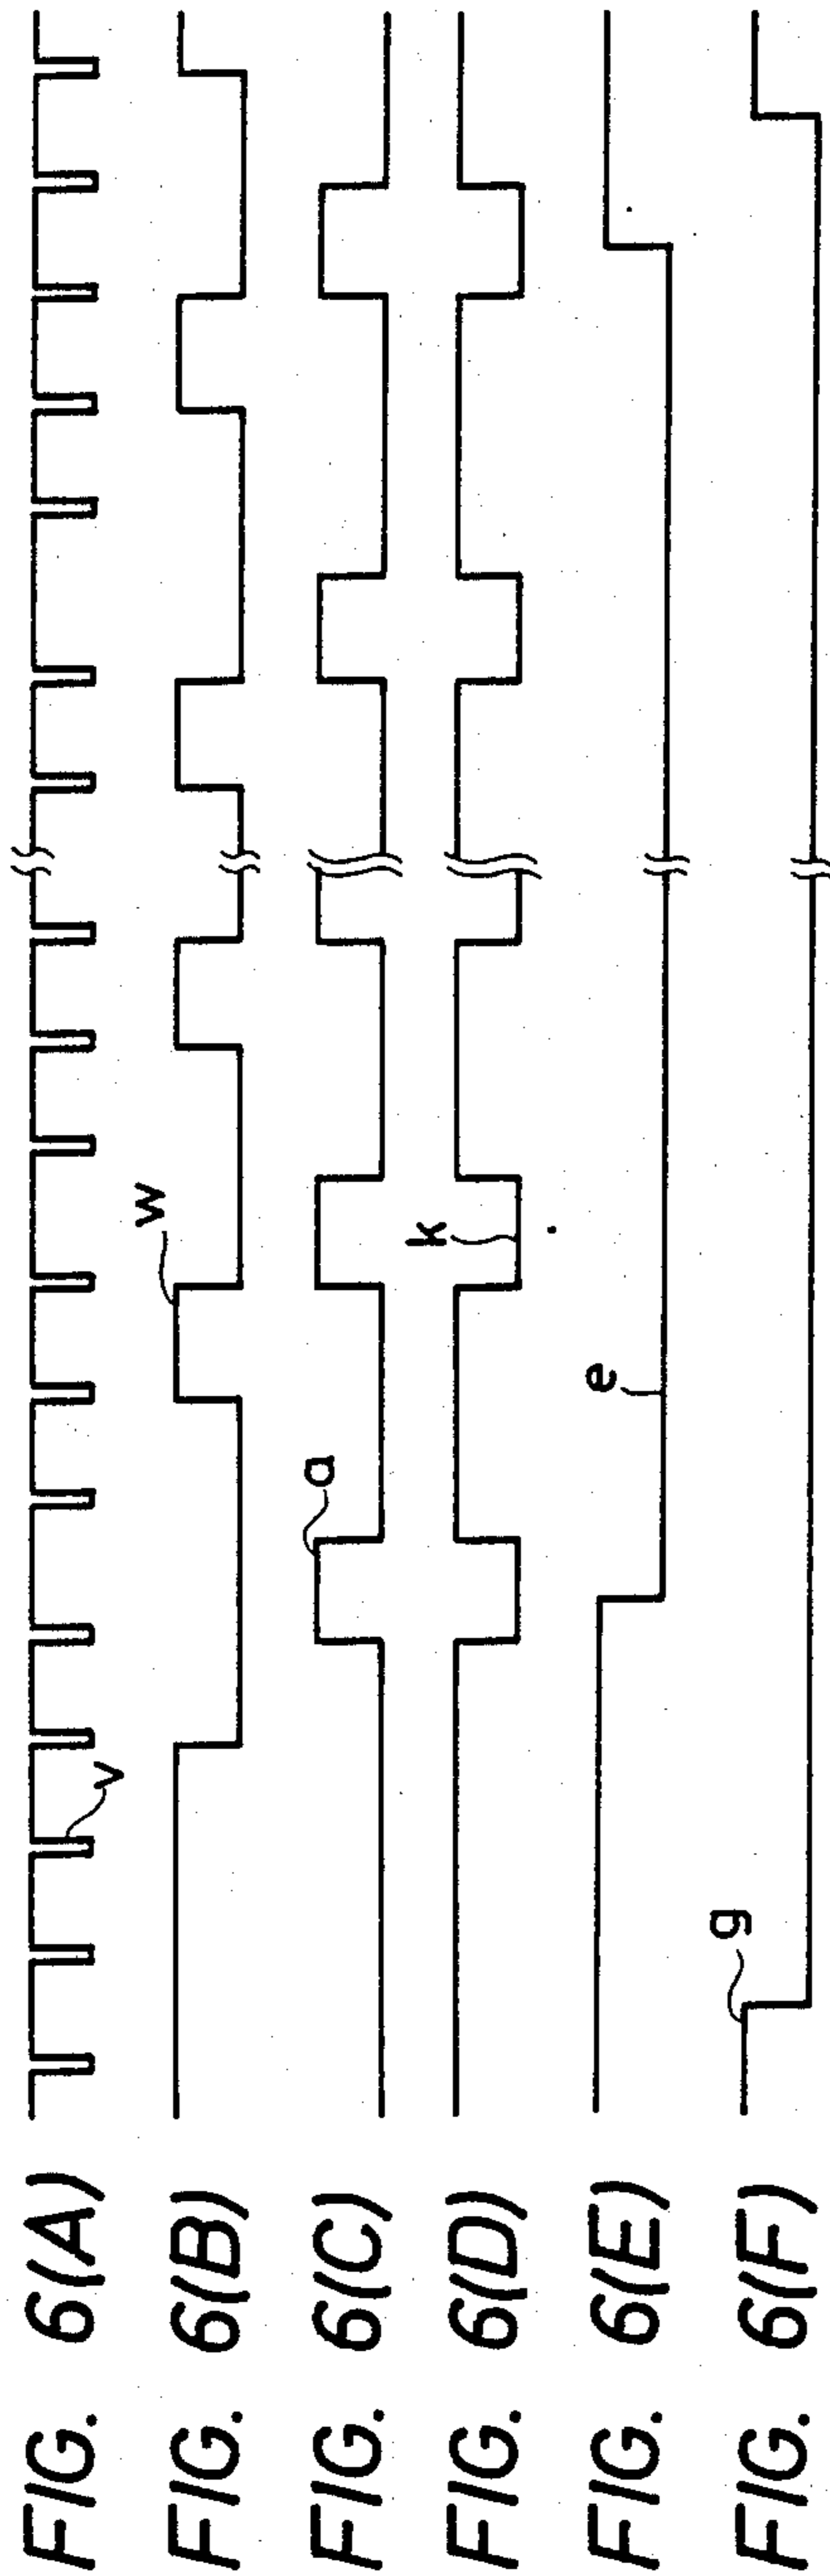 FIG. 6(A)
v
FIG. 6(B)
w
FIG. 6(C)
a
FIG. 6(D)
k
FIG. 6(E)
e
FIG. 6(F)
g